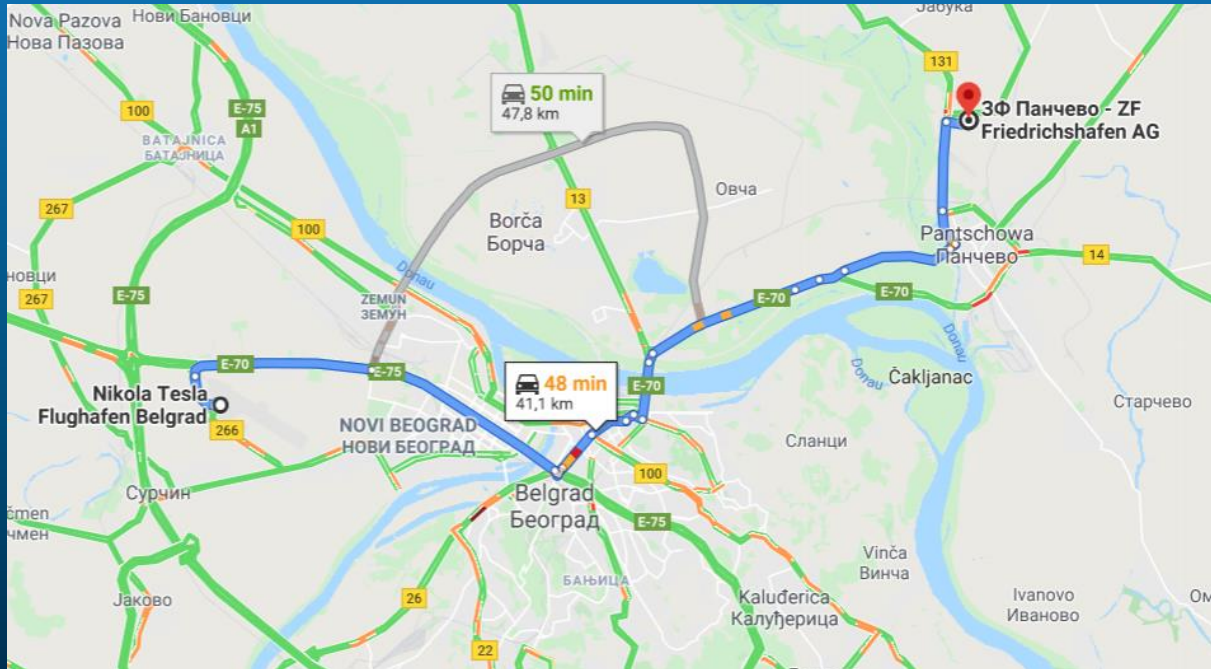 Nova Pazova
Нова Пазова
Нови Бановци
Јабука
131
100
E-75
A1
50 min
47,8 km
ЗФ Панчево - ZF
Friedrichshafen AG
BATAJNICA
БАТАЈНИЦА
267
100
13
Овча
Borča
Борча
Pantschowa
Панчево
14
новци
267
E-75
Donau
ZEMUN
ЗЕМУН
E-70
E-70
E-70
E-75
48 min
41,1 km
E-70
Donau
Donau
Čakljanac
Nikola Tesla
Flughafen Belgrad
266
NOVI BEOGRAD
НОВИ БЕОГРАД
Старчево
Сланци
100
Сурчин
Belgrad
Београд
E-75
čmen
чмен
Vinča
Винча
БАЊИЦА
26
Јаково
Kaluđerica
Калуђерица
Ivanovo
Иваново
Ом
22